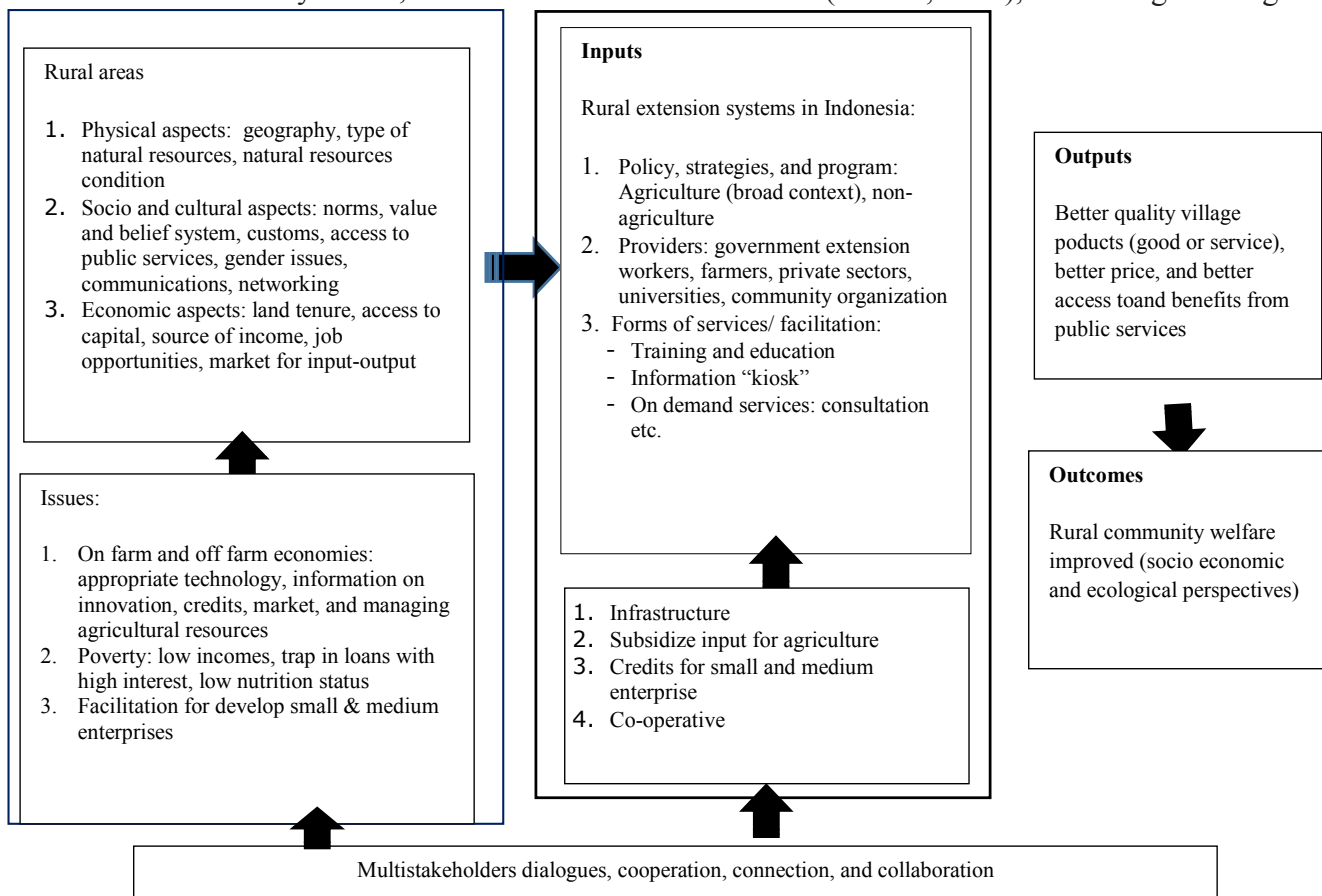 Rural areas
1. Physical aspects: geography, type of
natural resources, natural resources
condition
2. Socio and cultural aspects: norms, value
and belief system, customs, access to
public services, gender issues,
communications, networking
3. Economic aspects: land tenure, access to
capital, source of income, job
opportunities, market for input-output
Issues:
1. On farm and off farm economies:
appropriate technology, information on
innovation, credits, market, and managing
agricultural resources
2. Poverty: low incomes, trap in loans with
high interest, low nutrition status
3. Facilitation for develop small & medium
enterprises
Inputs
Rural extension systems in Indonesia:
1. Policy, strategies, and program:
Agriculture (broad context), non-
agriculture
2. Providers: government extension
workers, farmers, private sectors,
universities, community organization
3. Forms of services/ facilitation:
- Training and education
- Information “kiosk”
- On demand services: consultation
etc.
1. Infrastructure
2. Subsidize input for agriculture
3. Credits for small and medium
enterprise
4. Co-operative
Outputs
Better quality village
poducts (good or service),
better price, and better
access toand benefits from
public services
Outcomes
Rural community welfare
improved (socio economic
and ecological perspectives)
Multistakeholders dialogues, cooperation, connection, and collaboration